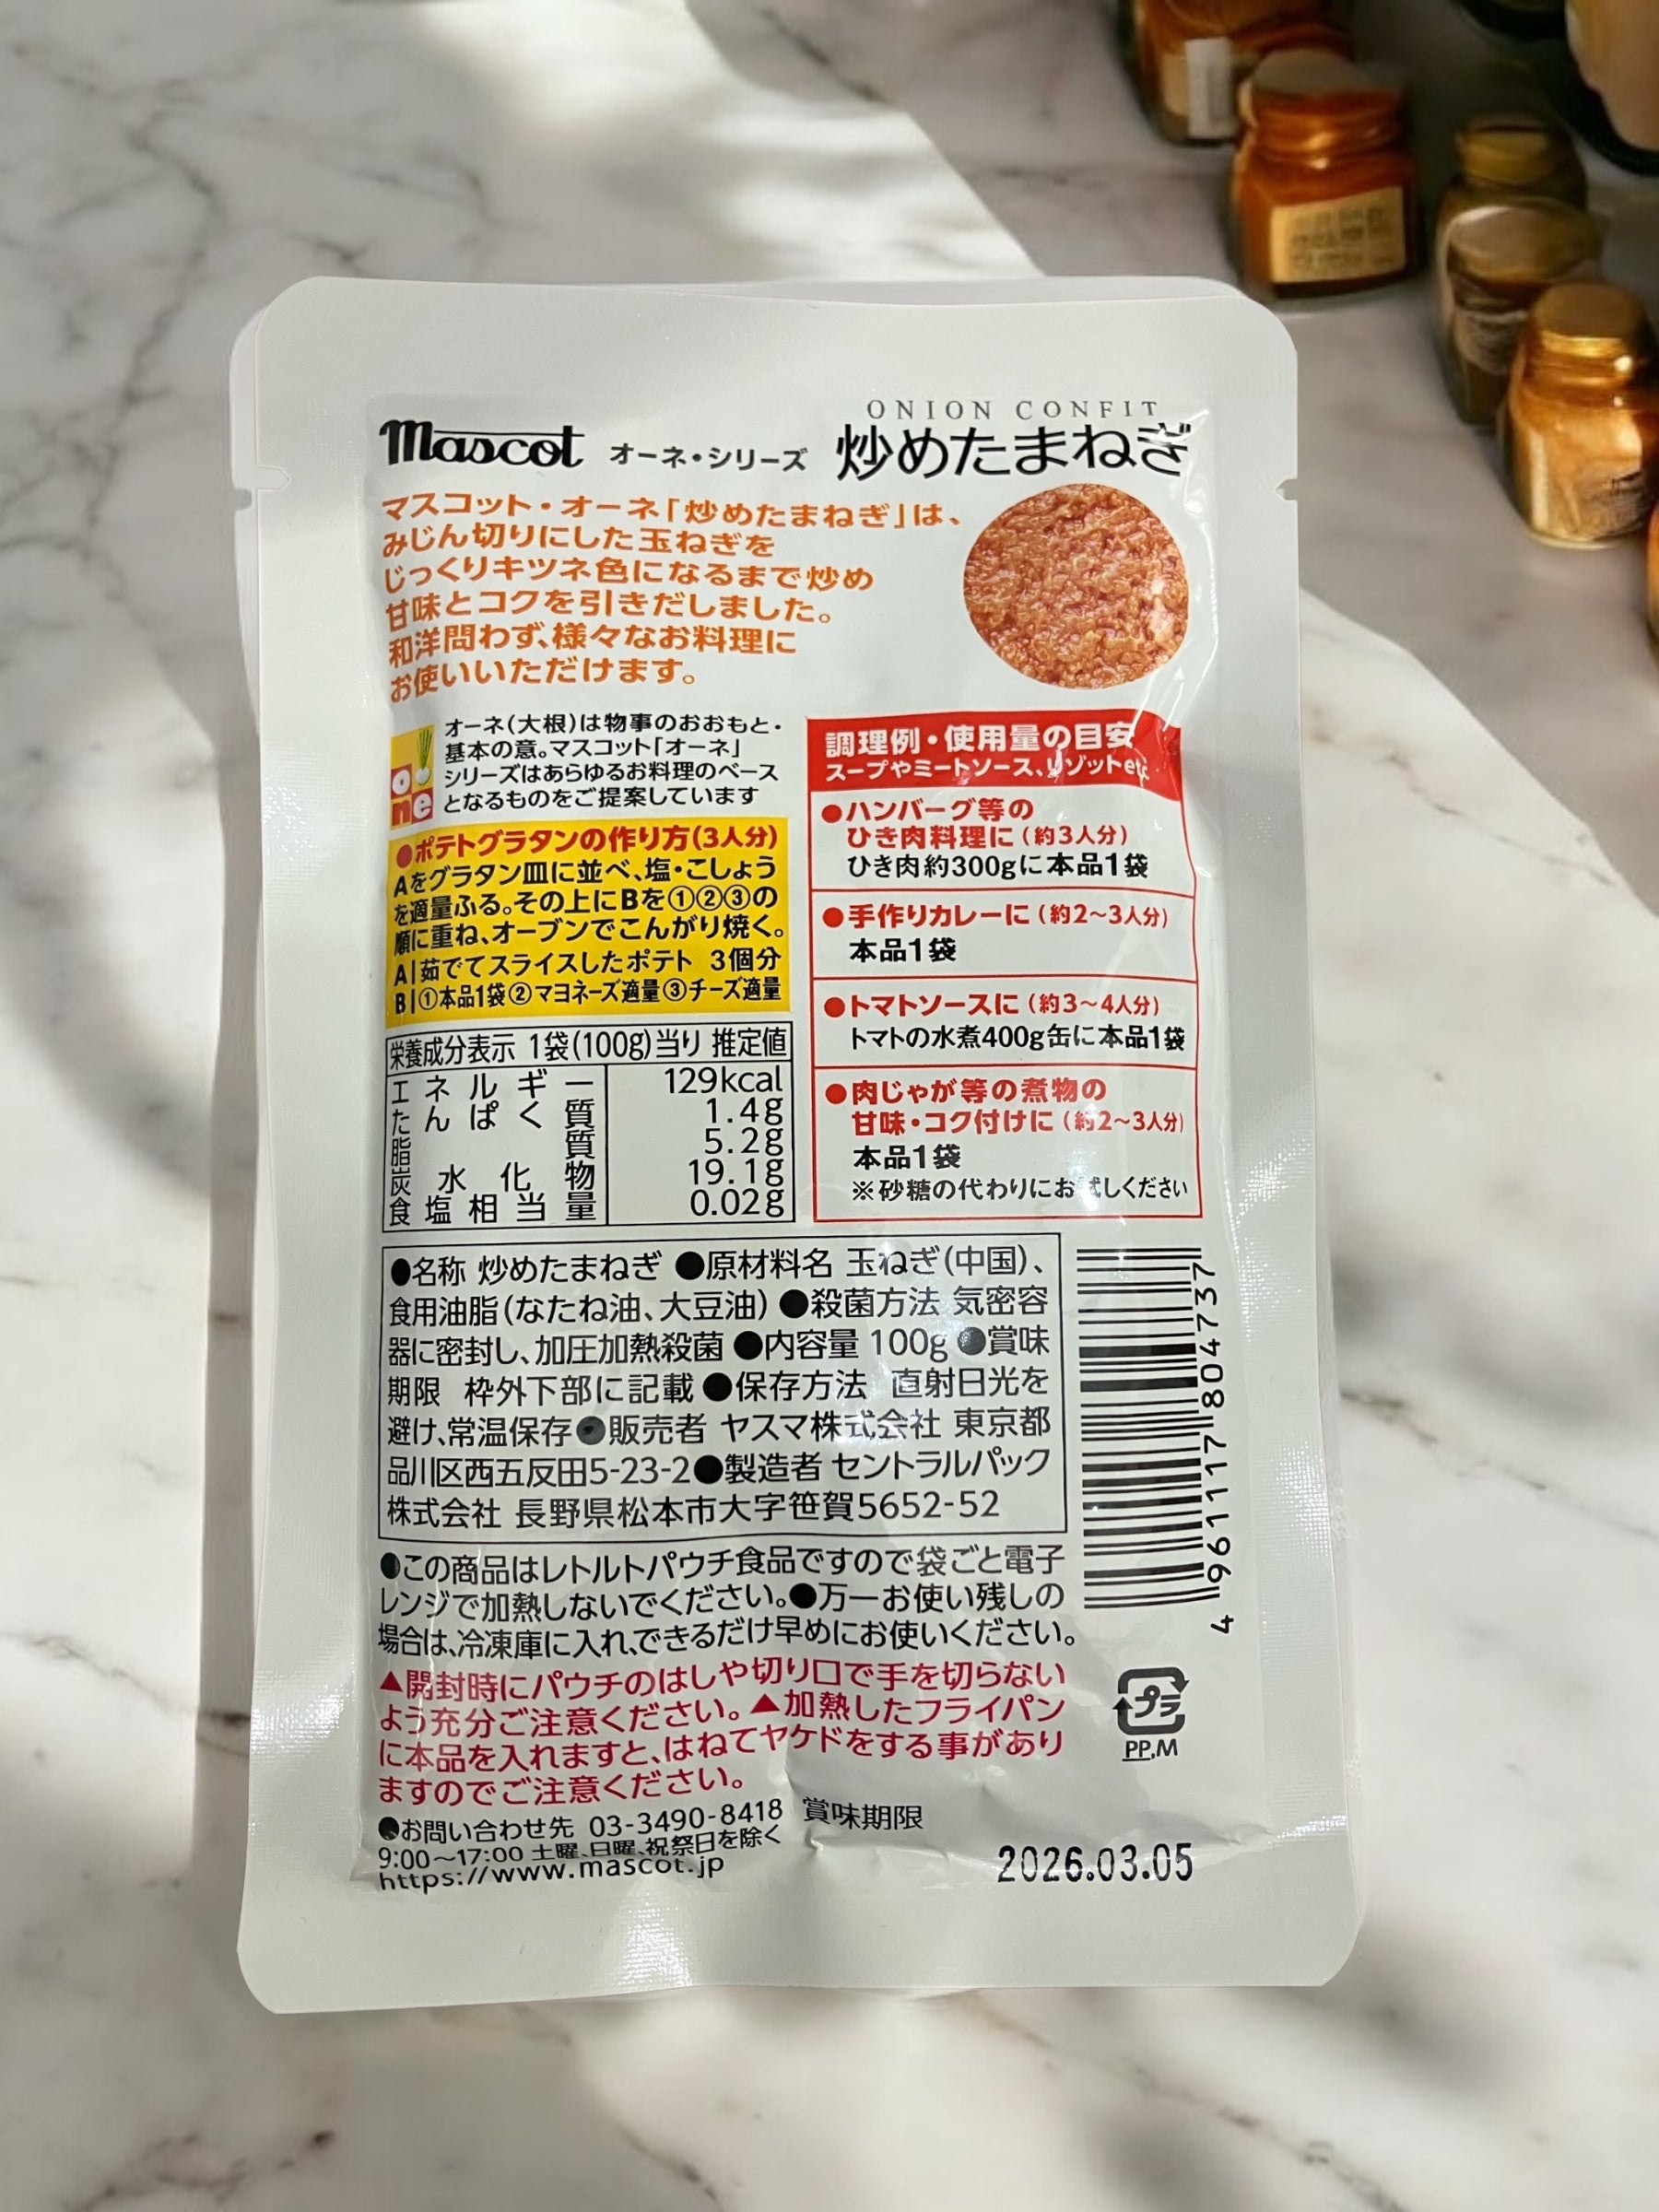 ONION CONFIT
mascot オーネ・シリーズ 炒めたまねぎ
マスコット・オーネ「炒めたまねぎ」は、
みじん切りにした玉ねぎを
じっくりキツネ色になるまで炒め
甘味とコクを引きだしました。
和洋問わず、様々なお料理に
お使いいただけます。
one
オーネ(大根)は物事のおおもと・
基本の意。マスコット「オーネ」
シリーズはあらゆるお料理のベース
となるものをご提案しています
●ポテトグラタンの作り方(3人分)
Aをグラタン皿に並べ、塩・こしょう
を適量ふる。その上にBを①②③の
順に重ね、オーブンでこんがり焼く。
A|茹でてスライスしたポテト 3個分
B|①本品1袋②マヨネーズ適量③チーズ適量
栄養成分表示 1袋(100g)当り 推定値
エネルギー 129kcal
たんぱく質 1.4g
脂質 5.2g
炭水化物 19.1g
食塩相当量 0.02g
調理例・使用量の目安
スープやミートソース、リゾットetc
●ハンバーグ等の
ひき肉料理に(約3人分)
ひき肉約300gに本品1袋
●手作りカレーに(約2〜3人分)
本品1袋
●トマトソースに(約3〜4人分)
トマトの水煮400g缶に本品1袋
●肉じゃが等の煮物の
甘味・コク付けに(約2〜3人分)
本品1袋
※砂糖の代わりにお試しください
●名称 炒めたまねぎ ●原材料名 玉ねぎ(中国)、
食用油脂(なたね油、大豆油) ●殺菌方法 気密容
器に密封し、加圧加熱殺菌 ●内容量 100g ●賞味
期限 枠外下部に記載 ●保存方法 直射日光を
避け、常温保存 ●販売者 ヤスマ株式会社 東京都
品川区西五反田5-23-2 ●製造者 セントラルパック
株式会社 長野県松本市大字笹賀5652-52
4961117804737
●この商品はレトルトパウチ食品ですので袋ごと電子
レンジで加熱しないでください。●万一お使い残しの
場合は、冷凍庫に入れ、できるだけ早めにお使いください。
▲開封時にパウチのはしや切り口で手を切らない
よう充分ご注意ください。▲加熱したフライパン
に本品を入れますと、はねてヤケドをする事があり
ますのでご注意ください。
プラ
PP,M
●お問い合わせ先 03-3490-8418
9:00〜17:00 土曜、日曜、祝祭日を除く
https://www.mascot.jp
賞味期限
2026.03.05